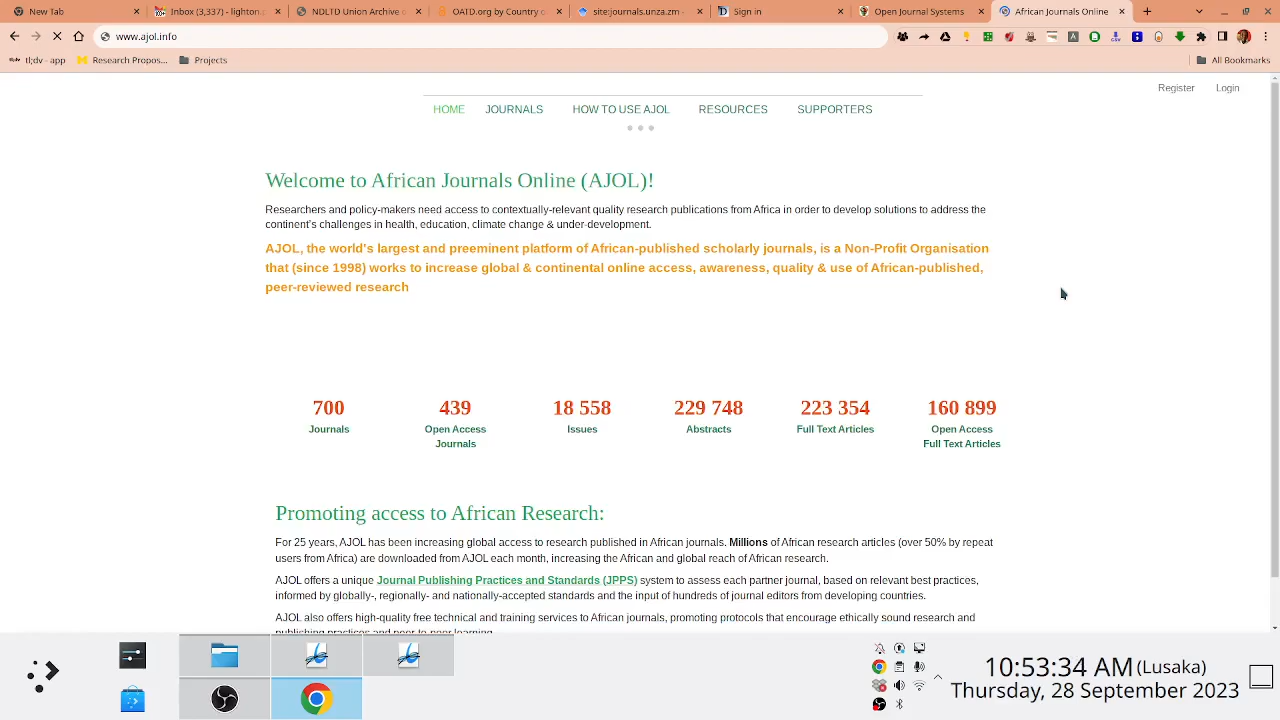 New Tab
Inbox (3,337) - lighton
NDLTD Union Archive
OATD.org by Country
site:journals.unza.zm -
Sign in
Open Journal Systems
African Journals Online
www.ajol.info
tl;dv - app
Research Propos...
Projects
All Bookmarks
Register
Login
HOME
JOURNALS
HOW TO USE AJOL
RESOURCES
SUPPORTERS
Welcome to African Journals Online (AJOL)!
Researchers and policy-makers need access to contextually-relevant quality research publications from Africa in order to develop solutions to address the
continent's challenges in health, education, climate change & under-development.
AJOL, the world's largest and preeminent platform of African-published scholarly journals, is a Non-Profit Organisation
that (since 1998) works to increase global & continental online access, awareness, quality & use of African-published,
peer-reviewed research
700
Journals
439
Open Access
Journals
18 558
Issues
229 748
Abstracts
223 354
Full Text Articles
160 899
Open Access
Full Text Articles
Promoting access to African Research:
For 25 years, AJOL has been increasing global access to research published in African journals. Millions of African research articles (over 50% by repeat
users from Africa) are downloaded from AJOL each month, increasing the African and global reach of African research.
AJOL offers a unique Journal Publishing Practices and Standards (JPPS) system to assess each partner journal, based on relevant best practices,
informed by globally-, regionally- and nationally-accepted standards and the input of hundreds of journal editors from developing countries.
AJOL also offers high-quality free technical and training services to African journals, promoting protocols that encourage ethically sound research and
publishing practices and peer-to-peer learning.
10:53:34 AM (Lusaka)
Thursday, 28 September 2023